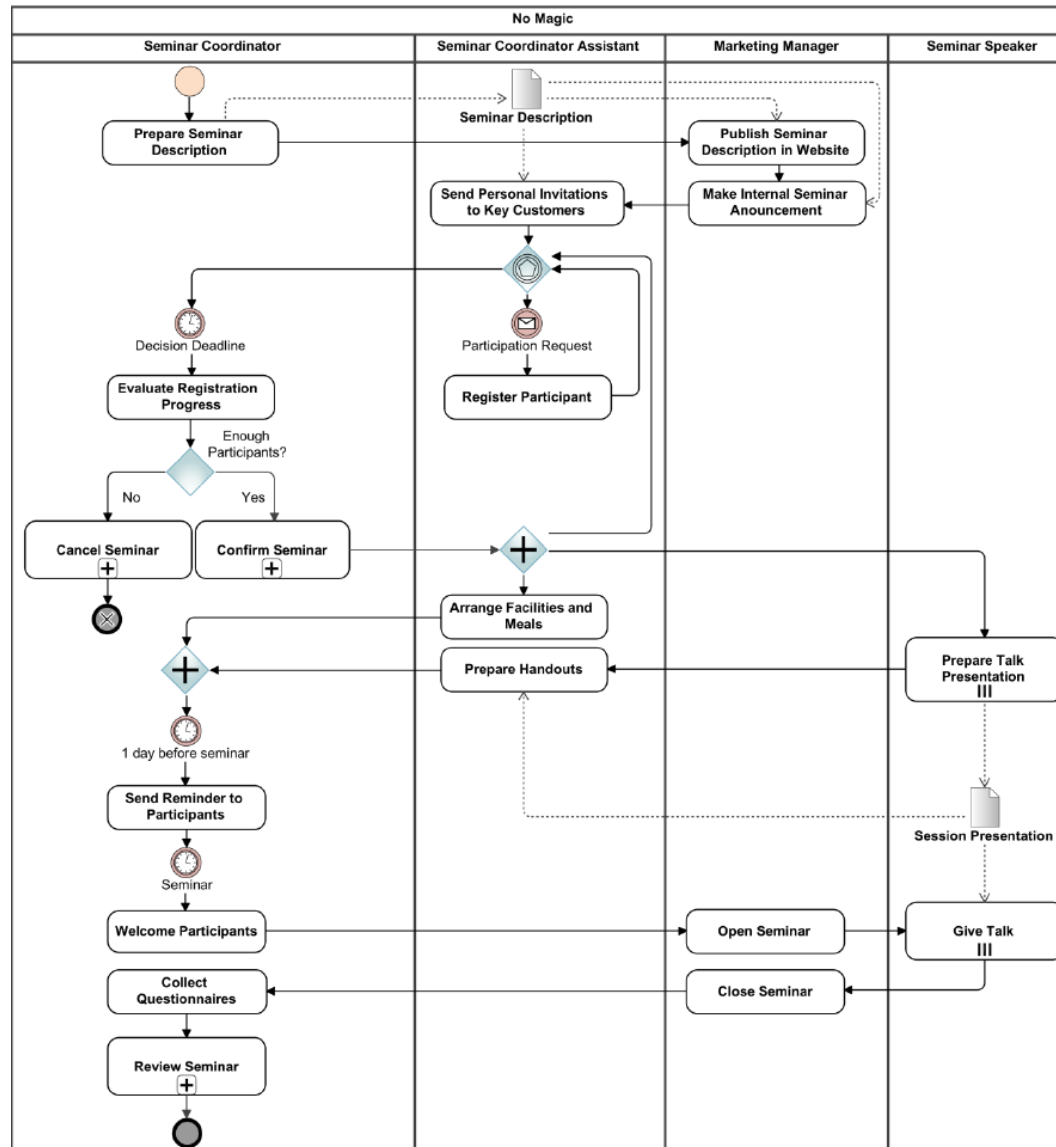 No Magic
Seminar Coordinator
Seminar Coordinator Assistant
Marketing Manager
Seminar Speaker
Prepare Seminar
Description
Seminar Description
Publish Seminar
Description in Website
Send Personal Invitations
to Key Customers
Make Internal Seminar
Anouncement
Decision Deadline
Participation Request
Evaluate Registration
Progress
Register Participant
Enough
Participants?
No
Yes
Cancel Seminar
Confirm Seminar
Arrange Facilities and
Meals
Prepare Handouts
Prepare Talk
Presentation
1 day before seminar
Send Reminder to
Participants
Session Presentation
Seminar
Welcome Participants
Open Seminar
Give Talk
Collect
Questionnaires
Close Seminar
Review Seminar